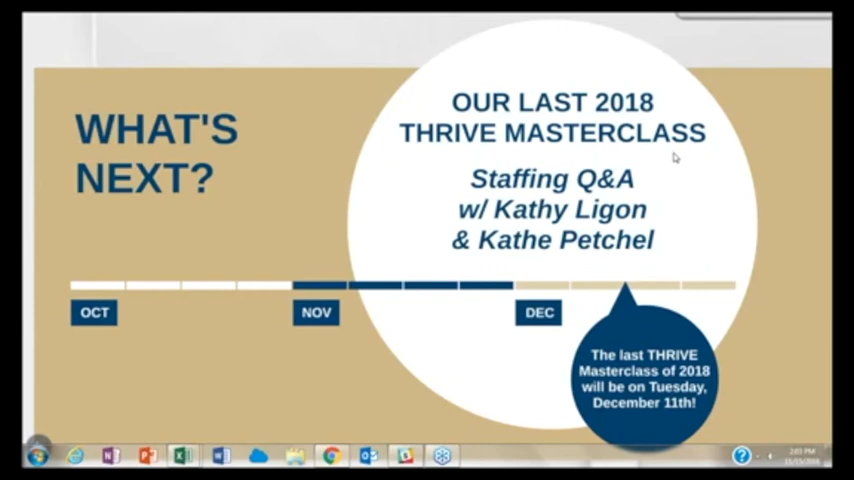 WHAT'S
NEXT?
OUR LAST 2018
THRIVE MASTERCLASS
Staffing Q&A
w/ Kathy Ligon
& Kathe Petchel
OCT
NOV
DEC
The last THRIVE
Masterclass of 2018
will be on Tuesday,
December 11th!